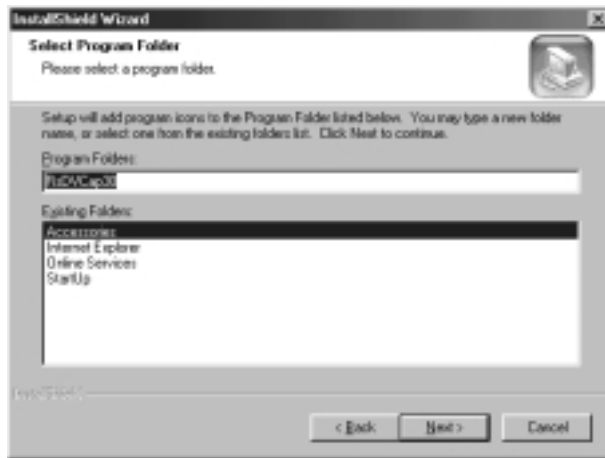 InstallShield Wizard
Select Program Folder
Please select a program folder.
Setup will add program icons to the Program Folder listed below. You may type a new folder
name, or select one from the existing folders list. Click Next to continue.
Program Folders:
Existing Folders:
Accessories
Internet Explorer
Online Services
StartUp
InstallShield
< Back
Next >
Cancel